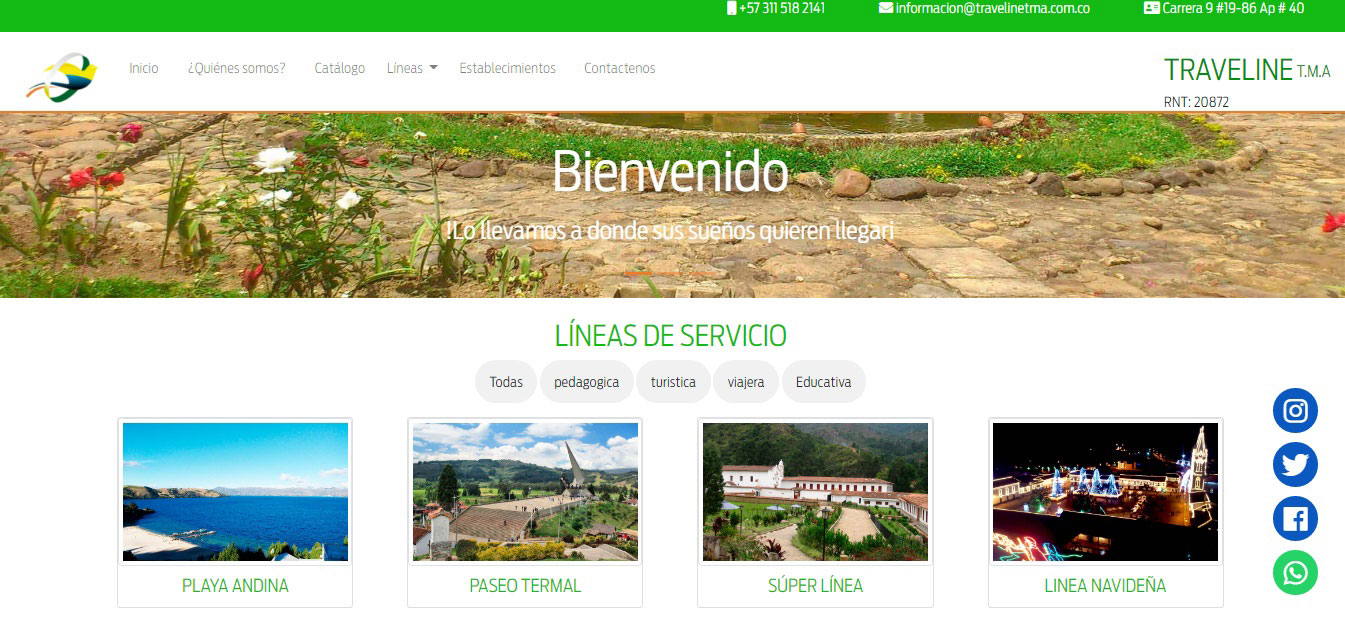 +57 311 518 2141 informacion@travelinetma.com.co Carrera 9 #19-86 Ap # 40
Inicio ¿Quiénes somos? Catálogo Líneas Establecimientos Contactenos
TRAVELINE T.M.A
RNT: 20872
Bienvenido
!Lo llevamos a donde sus sueños quieren llegar¡
LÍNEAS DE SERVICIO
Todas pedagogica turistica viajera Educativa
PLAYA ANDINA PASEO TERMAL SÚPER LÍNEA LINEA NAVIDEÑA